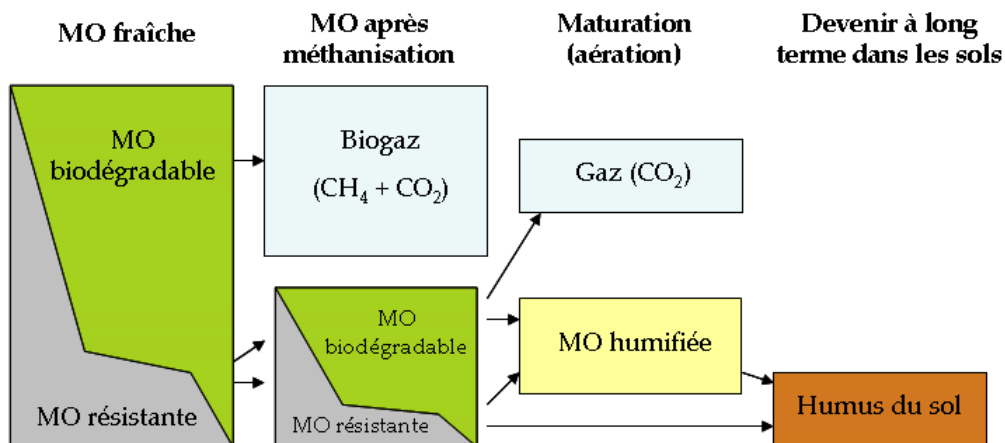 MO fraîche
MO après
méthanisation
Maturation
(aération)
Devenir à long
terme dans les sols
MO
biodégradable
MO résistante
Biogaz
(CH₄ + CO₂)
MO
biodégradable
MO résistante
Gaz (CO₂)
MO humifiée
Humus du sol